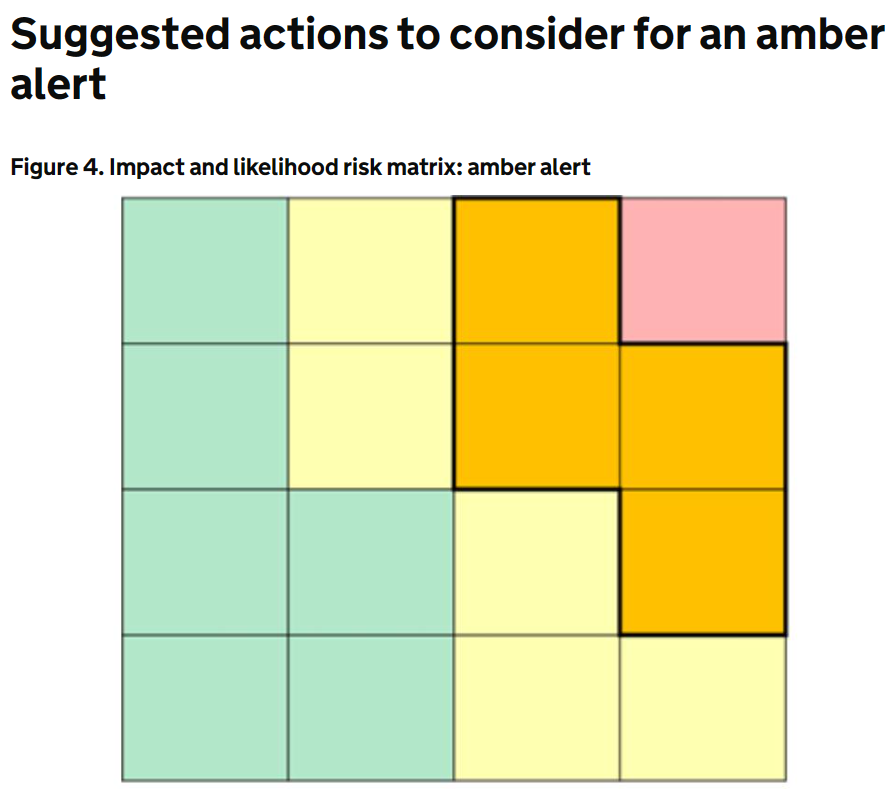 Suggested actions to consider for an amber
alert
Figure 4. Impact and likelihood risk matrix: amber alert